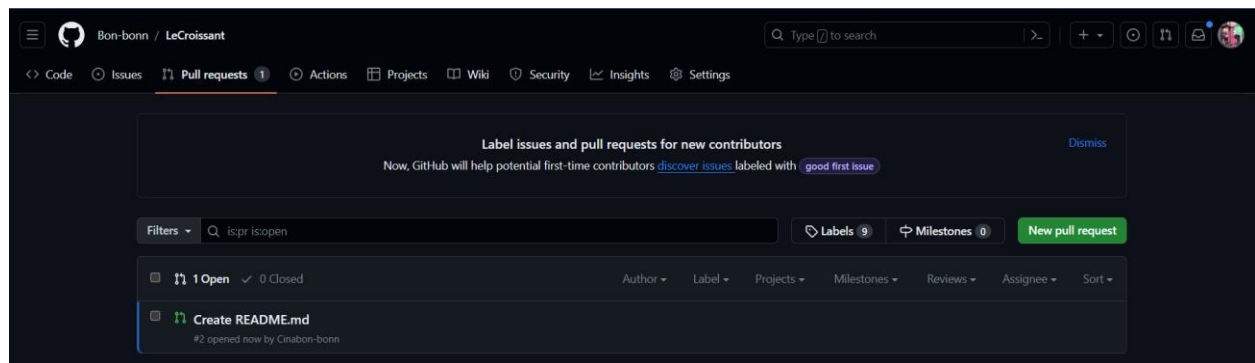 Bon-bonn / LeCroissant Type / to search
Code Issues Pull requests 1 Actions Projects Wiki Security Insights Settings
Label issues and pull requests for new contributors Dismiss
Now, GitHub will help potential first-time contributors discover issues labeled with good first issue
Filters is:pr is:open Labels 9 Milestones 0 New pull request
1 Open 0 Closed Author Label Projects Milestones Reviews Assignee Sort
Create README.md
#2 opened now by Cinabon-bonn